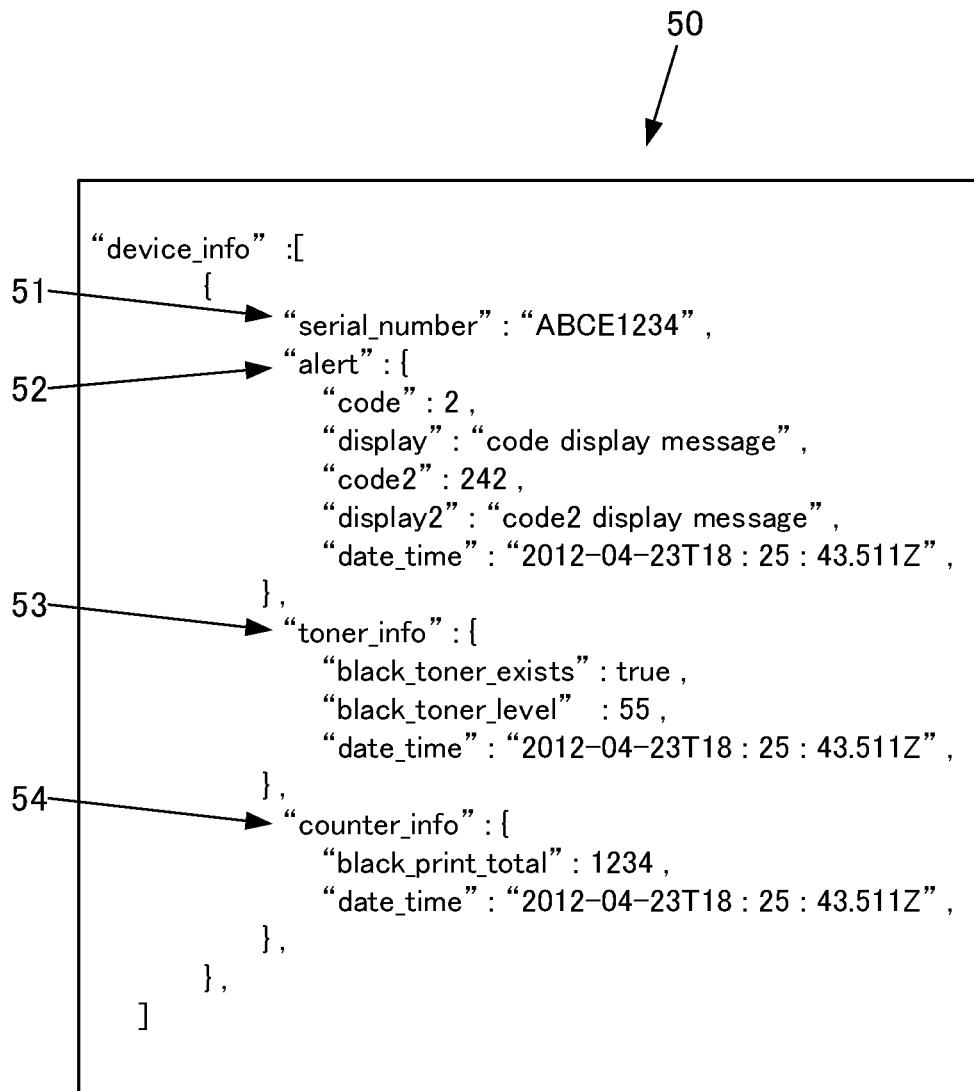 50
“device_info” :[
{
51
“serial_number” : “ABCE1234” ,
52
“alert” : {
“code” : 2 ,
“display” : “code display message” ,
“code2” : 242 ,
“display2” : “code2 display message” ,
“date_time” : “2012-04-23T18 : 25 : 43.511Z” ,
} ,
53
“toner_info” : {
“black_toner_exists” : true ,
“black_toner_level” : 55 ,
“date_time” : “2012-04-23T18 : 25 : 43.511Z” ,
} ,
54
“counter_info” : {
“black_print_total” : 1234 ,
“date_time” : “2012-04-23T18 : 25 : 43.511Z” ,
} ,
} ,
]